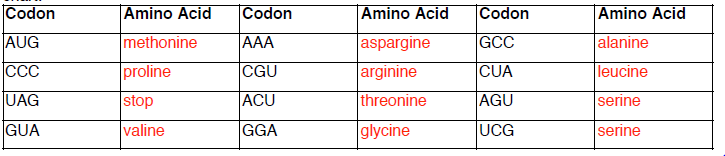 Codon Amino Acid Codon Amino Acid Codon Amino Acid
AUG methonine AAA aspargine GCC alanine
CCC proline CGU arginine CUA leucine
UAG stop ACU threonine AGU serine
GUA valine GGA glycine UCG serine